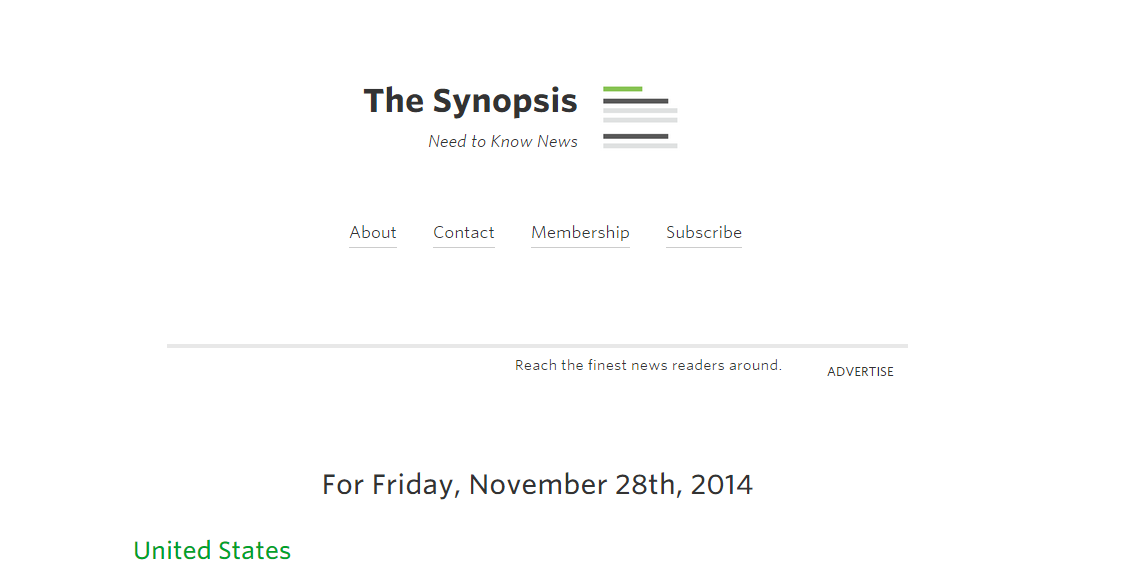 The Synopsis
Need to Know News
About Contact Membership Subscribe
Reach the finest news readers around.
ADVERTISE
For Friday, November 28th, 2014
United States